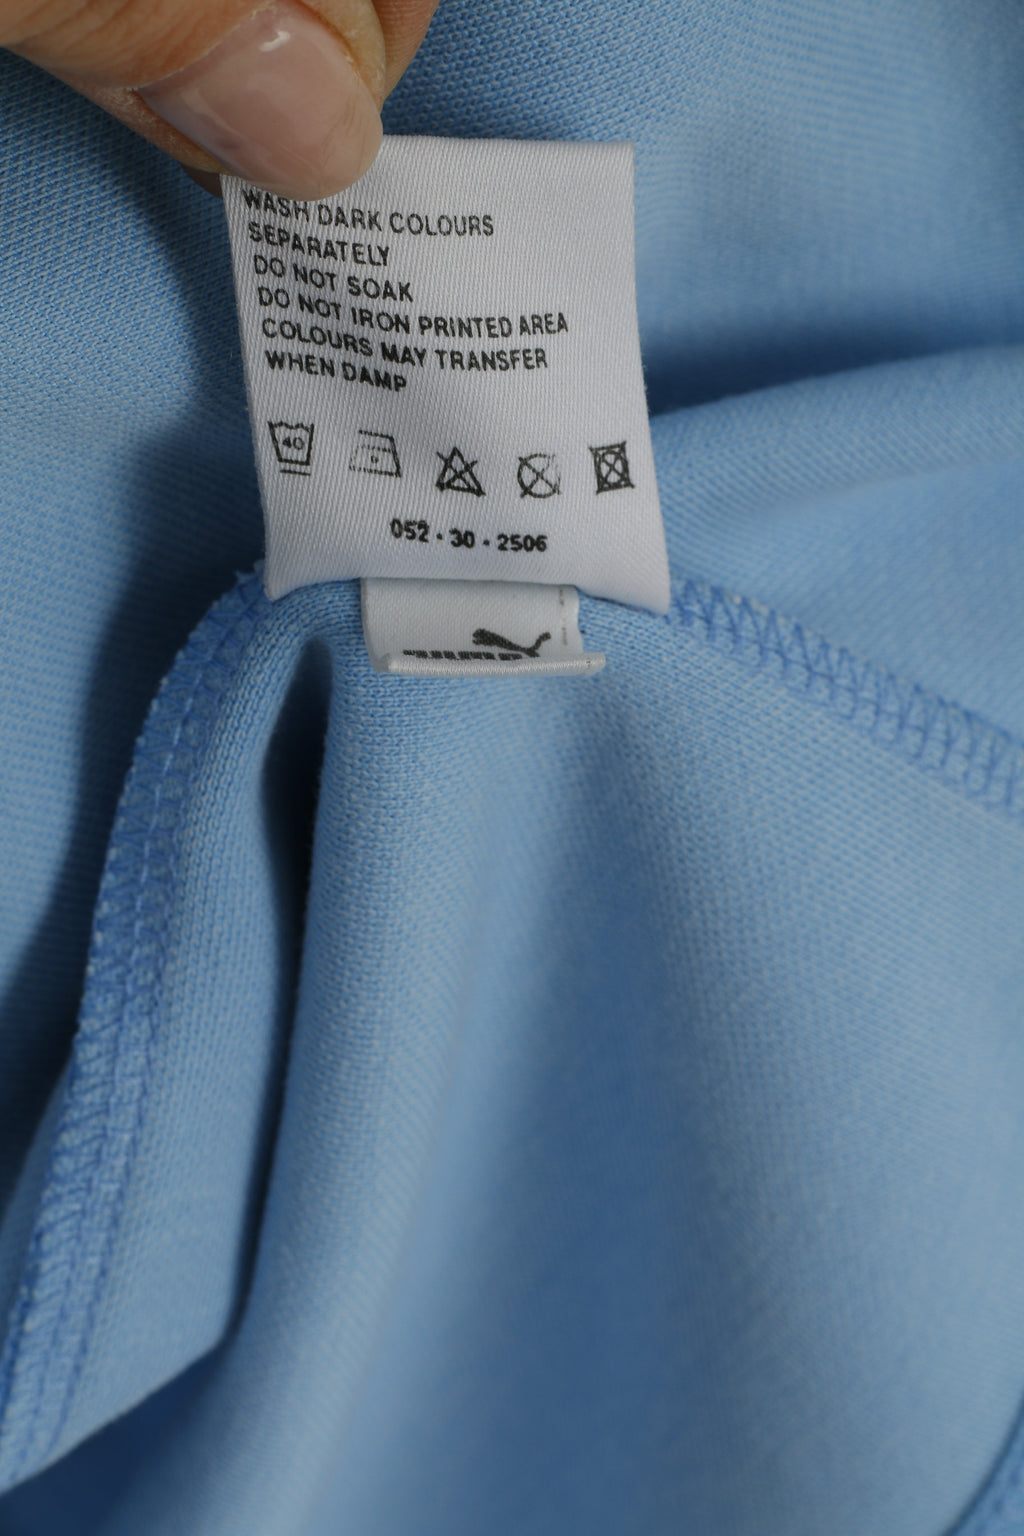 WASH DARK COLOURS
SEPARATELY
DO NOT SOAK
DO NOT IRON PRINTED AREA
COLOURS MAY TRANSFER
WHEN DAMP
40
052 - 30 - 2506